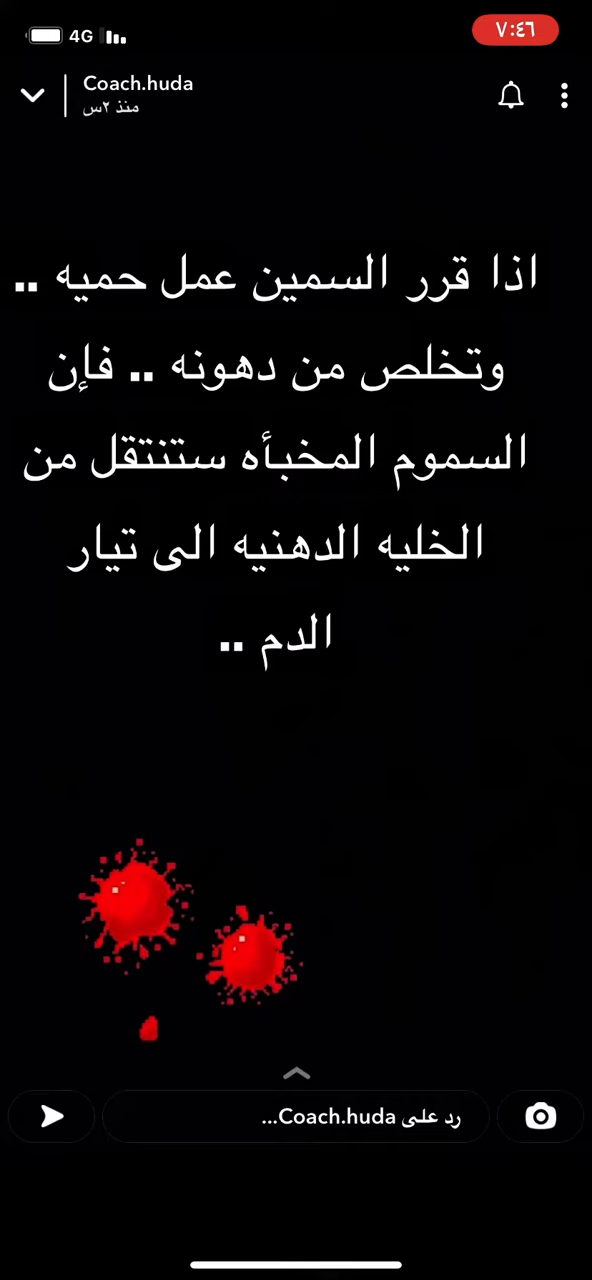 4G
٧:٤٦
Coach.huda
منذ ٢س
اذا قرر السمين عمل حميه ..
وتخلص من دهونه .. فإن
السموم المخبأه ستنتقل من
الخليه الدهنيه الى تيار
الدم ..
رد على Coach.huda...